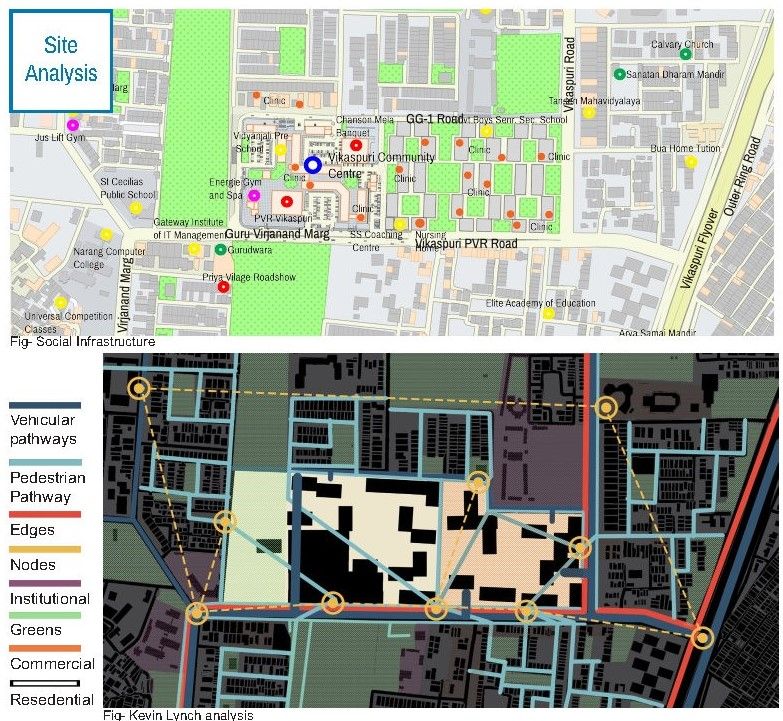 Site
Analysis
Marg
Jus Lift Gym
Clinic
Vidyanjali Pre
School
Chanson Mela
Banquet
GG-1 Road
vt Boys Senr. Sec. School
Vikaspuri Road
Calvary Church
Sanatan Dharam Mandir
Tansen Mahavidyalaya
Bua Home Tution
Outer Ring Road
Vikaspuri Flyover
Vikaspuri Community
Centre
Clinic
Clinic
Clinic
Clinic
Clinic
Clinic
Clinic
Clinic
St Cecilias
Public School
Energie Gym
and Spa
PVR-Vikaspuri
Gateway Institute
of IT Management
Guru Virjanand Marg
SS Coaching
Centre
Nursing
Home
Vikaspuri PVR Road
Narang Computer
College
Gurudwara
Virjanand Marg
Priya Vilage Roadshow
Universal Competition
Classes
Elite Academy of Education
Arya Samaj Mandir
Fig- Social Infrastructure
Vehicular
pathways
Pedestrian
Pathway
Edges
Nodes
Institutional
Greens
Commercial
Resedential
Fig- Kevin Lynch analysis